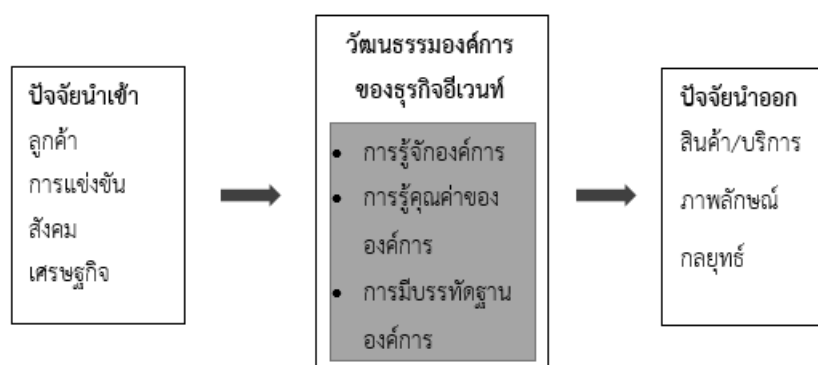 ปัจจัยนำเข้า
ลูกค้า
การแข่งขัน
สังคม
เศรษฐกิจ
วัฒนธรรมองค์การ
ของธุรกิจอีเวนท์
• การรู้จักองค์การ
• การรู้คุณค่าของ
องค์การ
• การมีบรรทัดฐาน
องค์การ
ปัจจัยนำออก
สินค้า/บริการ
ภาพลักษณ์
กลยุทธ์